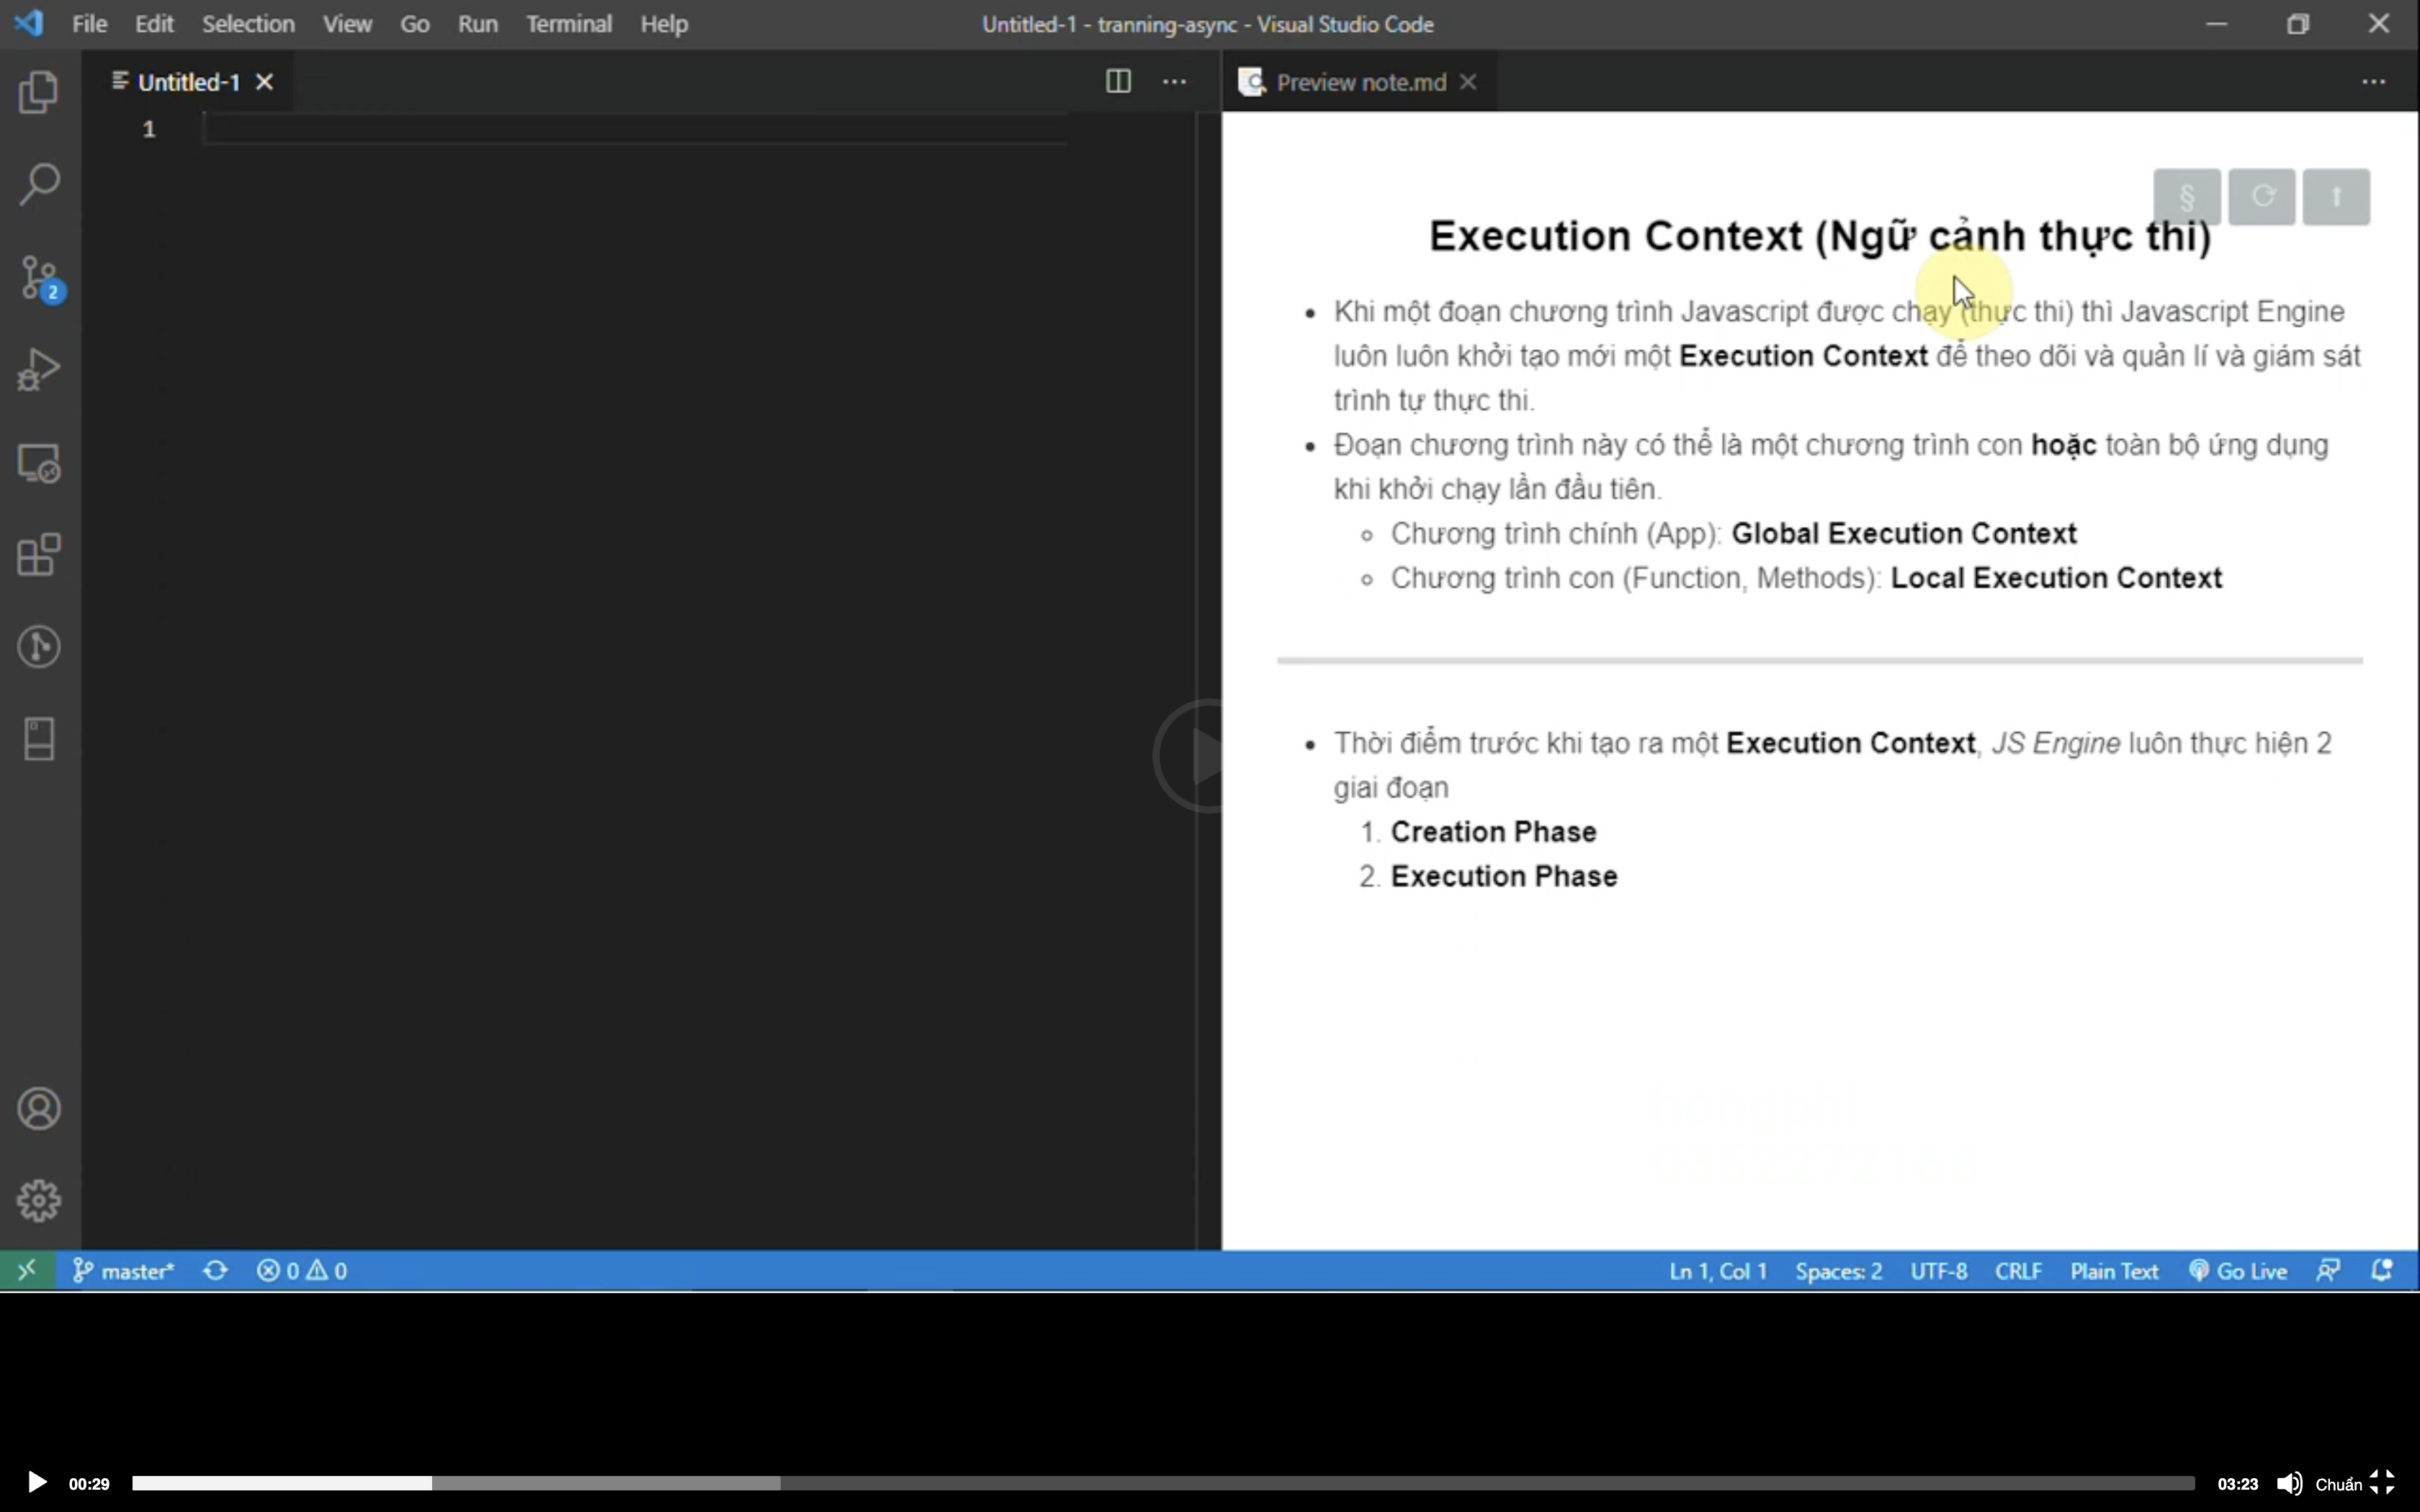 File Edit Selection View Go Run Terminal Help
Untitled-1 - tranning-async - Visual Studio Code
Untitled-1
Preview note.md
1
2
§
Execution Context (Ngữ cảnh thực thi)
• Khi một đoạn chương trình Javascript được chạy (thực thi) thì Javascript Engine
luôn luôn khởi tạo mới một Execution Context để theo dõi và quản lí và giám sát
trình tự thực thi.
• Đoạn chương trình này có thể là một chương trình con hoặc toàn bộ ứng dụng
khi khởi chạy lần đầu tiên.
◦ Chương trình chính (App): Global Execution Context
◦ Chương trình con (Function, Methods): Local Execution Context
• Thời điểm trước khi tạo ra một Execution Context, JS Engine luôn thực hiện 2
giai đoạn
1. Creation Phase
2. Execution Phase
master* 0 0
Ln 1, Col 1 Spaces: 2 UTF-8 CRLF Plain Text Go Live
00:29
03:23 Chuẩn